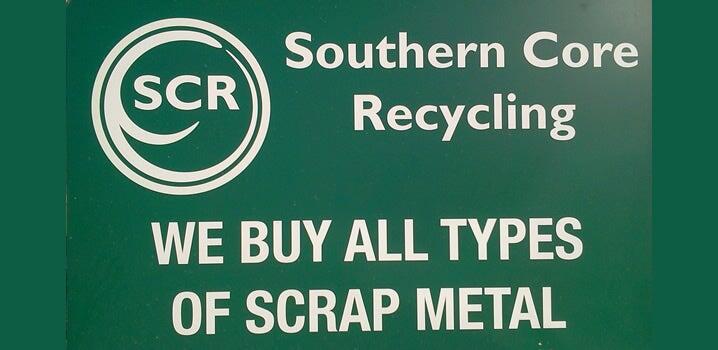 SCR
Southern Core
Recycling
WE BUY ALL TYPES
OF SCRAP METAL